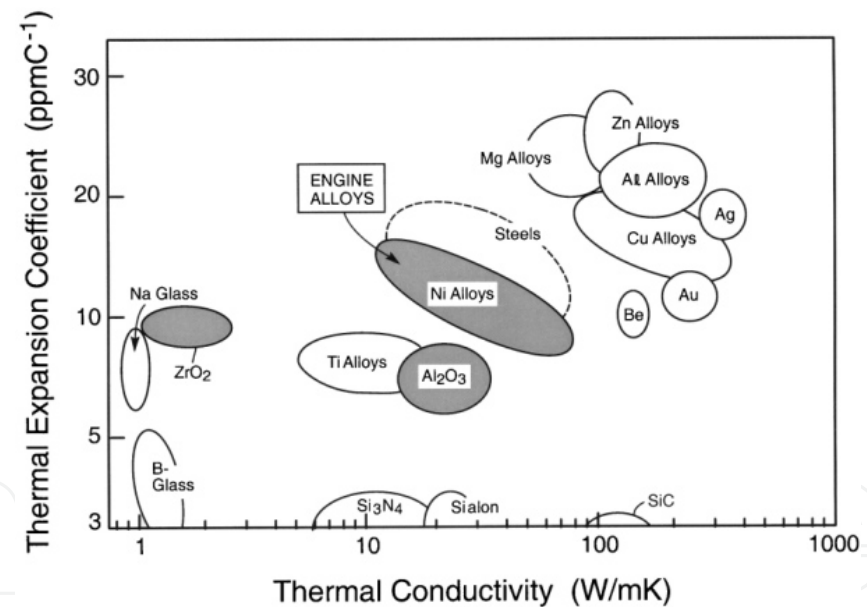 Thermal Expansion Coefficient (ppmC⁻¹)
30
20
10
5
3
Zn Alloys
Mg Alloys
Aℓ Alloys
ENGINE
ALLOYS
Ag
Steels
Cu Alloys
Na Glass
Ni Alloys
Au
Be
ZrO₂
Ti Alloys
Al₂O₃
B-
Glass
Si₃N₄
Sialon
SiC
1
10
100
1000
Thermal Conductivity (W/mK)